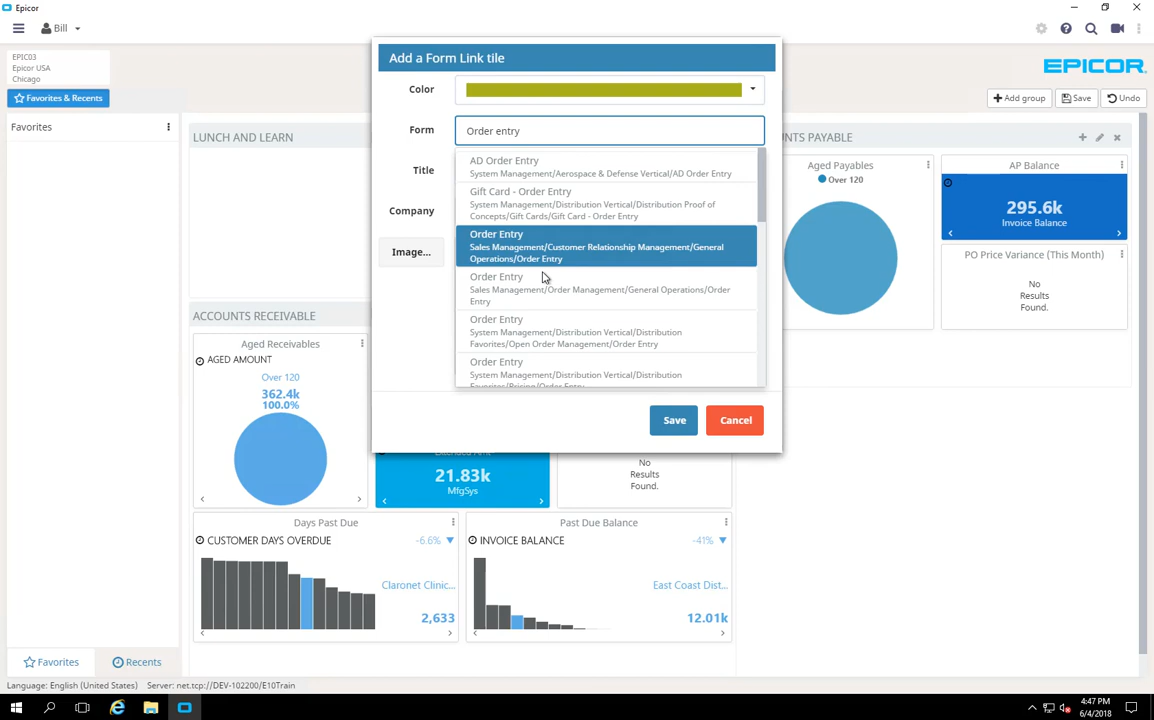 Epicor
Bill
EPIC03
Epicor USA
Chicago
EPICOR
Favorites & Recents
Add group
Save
Undo
Favorites
LUNCH AND LEARN
Add a Form Link tile
Color
Form
Order entry
Title
Company
Image...
AD Order Entry
System Management/Aerospace & Defense Vertical/AD Order Entry
Gift Card - Order Entry
System Management/Distribution Vertical/Distribution Proof of
Concepts/Gift Cards/Gift Card - Order Entry
Order Entry
Sales Management/Customer Relationship Management/General
Operations/Order Entry
Order Entry
Sales Management/Order Management/General Operations/Order
Entry
Order Entry
System Management/Distribution Vertical/Distribution
Favorites/Open Order Management/Order Entry
Order Entry
System Management/Distribution Vertical/Distribution
Favorites/Pricing/Order Entry
Save
Cancel
NTS PAYABLE
Aged Payables
Over 120
AP Balance
295.6k
Invoice Balance
PO Price Variance (This Month)
No
Results
Found.
ACCOUNTS RECEIVABLE
Aged Receivables
AGED AMOUNT
Over 120
362.4k
100.0%
Extended Amt
21.83k
MfgSys
No
Results
Found.
Days Past Due
CUSTOMER DAYS OVERDUE
-6.6%
Claronet Clinic...
2,633
Past Due Balance
INVOICE BALANCE
-41%
East Coast Dist...
12.01k
Favorites
Recents
Language: English (United States)
Server: net.tcp://DEV-102200/E10Train
4:47 PM
6/4/2018